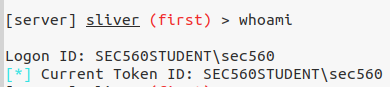 [server] sliver (first) > whoami
Logon ID: SEC560STUDENT\sec560
[*] Current Token ID: SEC560STUDENT\sec560